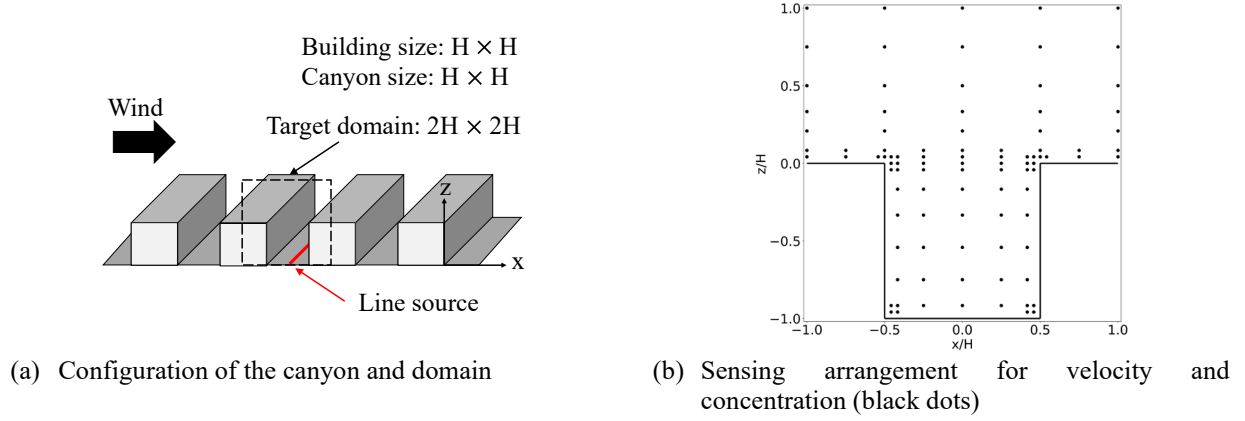 Building size: H × H
Canyon size: H × H
Wind
Target domain: 2H × 2H
Z
X
Line source
(a) Configuration of the canyon and domain
1.0
0.5
0.0
−0.5
−1.0
z/H
−1.0
−0.5
0.0
0.5
1.0
x/H
(b) Sensing arrangement for velocity and
concentration (black dots)